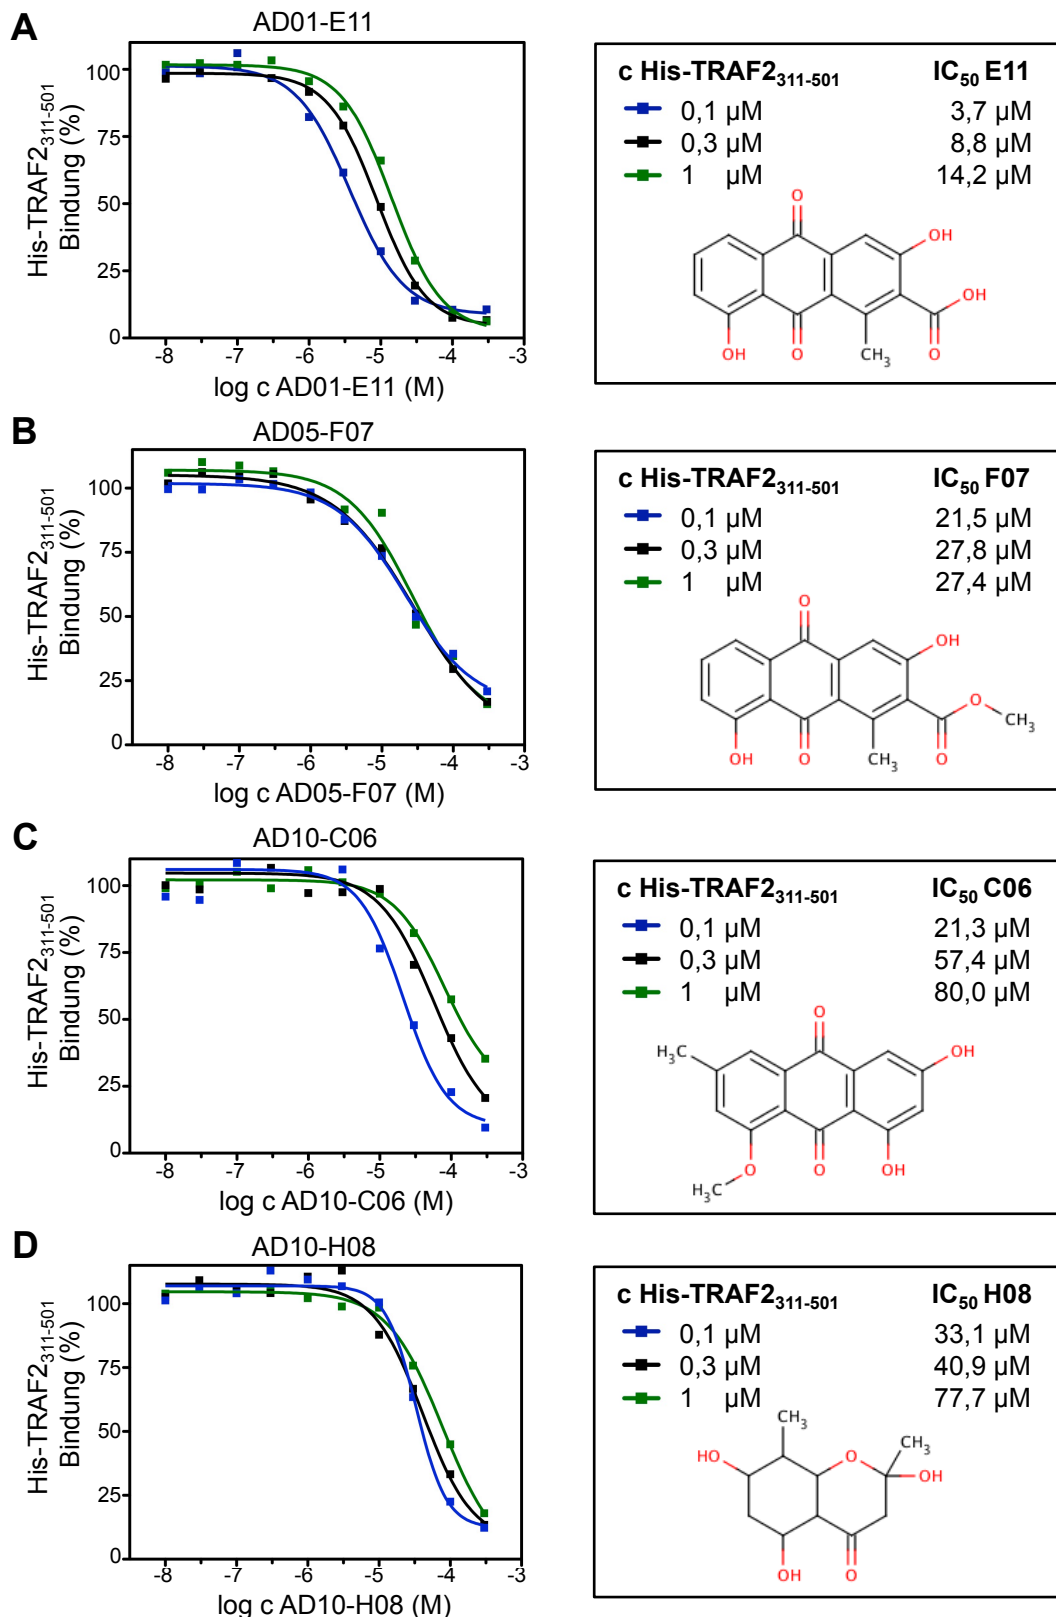 A
AD01-E11
His-TRAF2311-501
Bindung (%)
100
75
50
25
0
-8 -7 -6 -5 -4 -3
log c AD01-E11 (M)
c His-TRAF2311-501 IC50 E11
0,1 µM 3,7 µM
0,3 µM 8,8 µM
1 µM 14,2 µM
O
OH
OH
OH O CH3 O
B
AD05-F07
His-TRAF2311-501
Bindung (%)
100
75
50
25
0
-8 -7 -6 -5 -4 -3
log c AD05-F07 (M)
c His-TRAF2311-501 IC50 F07
0,1 µM 21,5 µM
0,3 µM 27,8 µM
1 µM 27,4 µM
O
OH
O
CH3
OH O CH3 O
C
AD10-C06
His-TRAF2311-501
Bindung (%)
100
75
50
25
0
-8 -7 -6 -5 -4 -3
log c AD10-C06 (M)
c His-TRAF2311-501 IC50 C06
0,1 µM 21,3 µM
0,3 µM 57,4 µM
1 µM 80,0 µM
O
H3C OH
O O OH
H3C
D
AD10-H08
His-TRAF2311-501
Bindung (%)
100
75
50
25
0
-8 -7 -6 -5 -4 -3
log c AD10-H08 (M)
c His-TRAF2311-501 IC50 H08
0,1 µM 33,1 µM
0,3 µM 40,9 µM
1 µM 77,7 µM
CH3
HO O CH3
OH
OH O